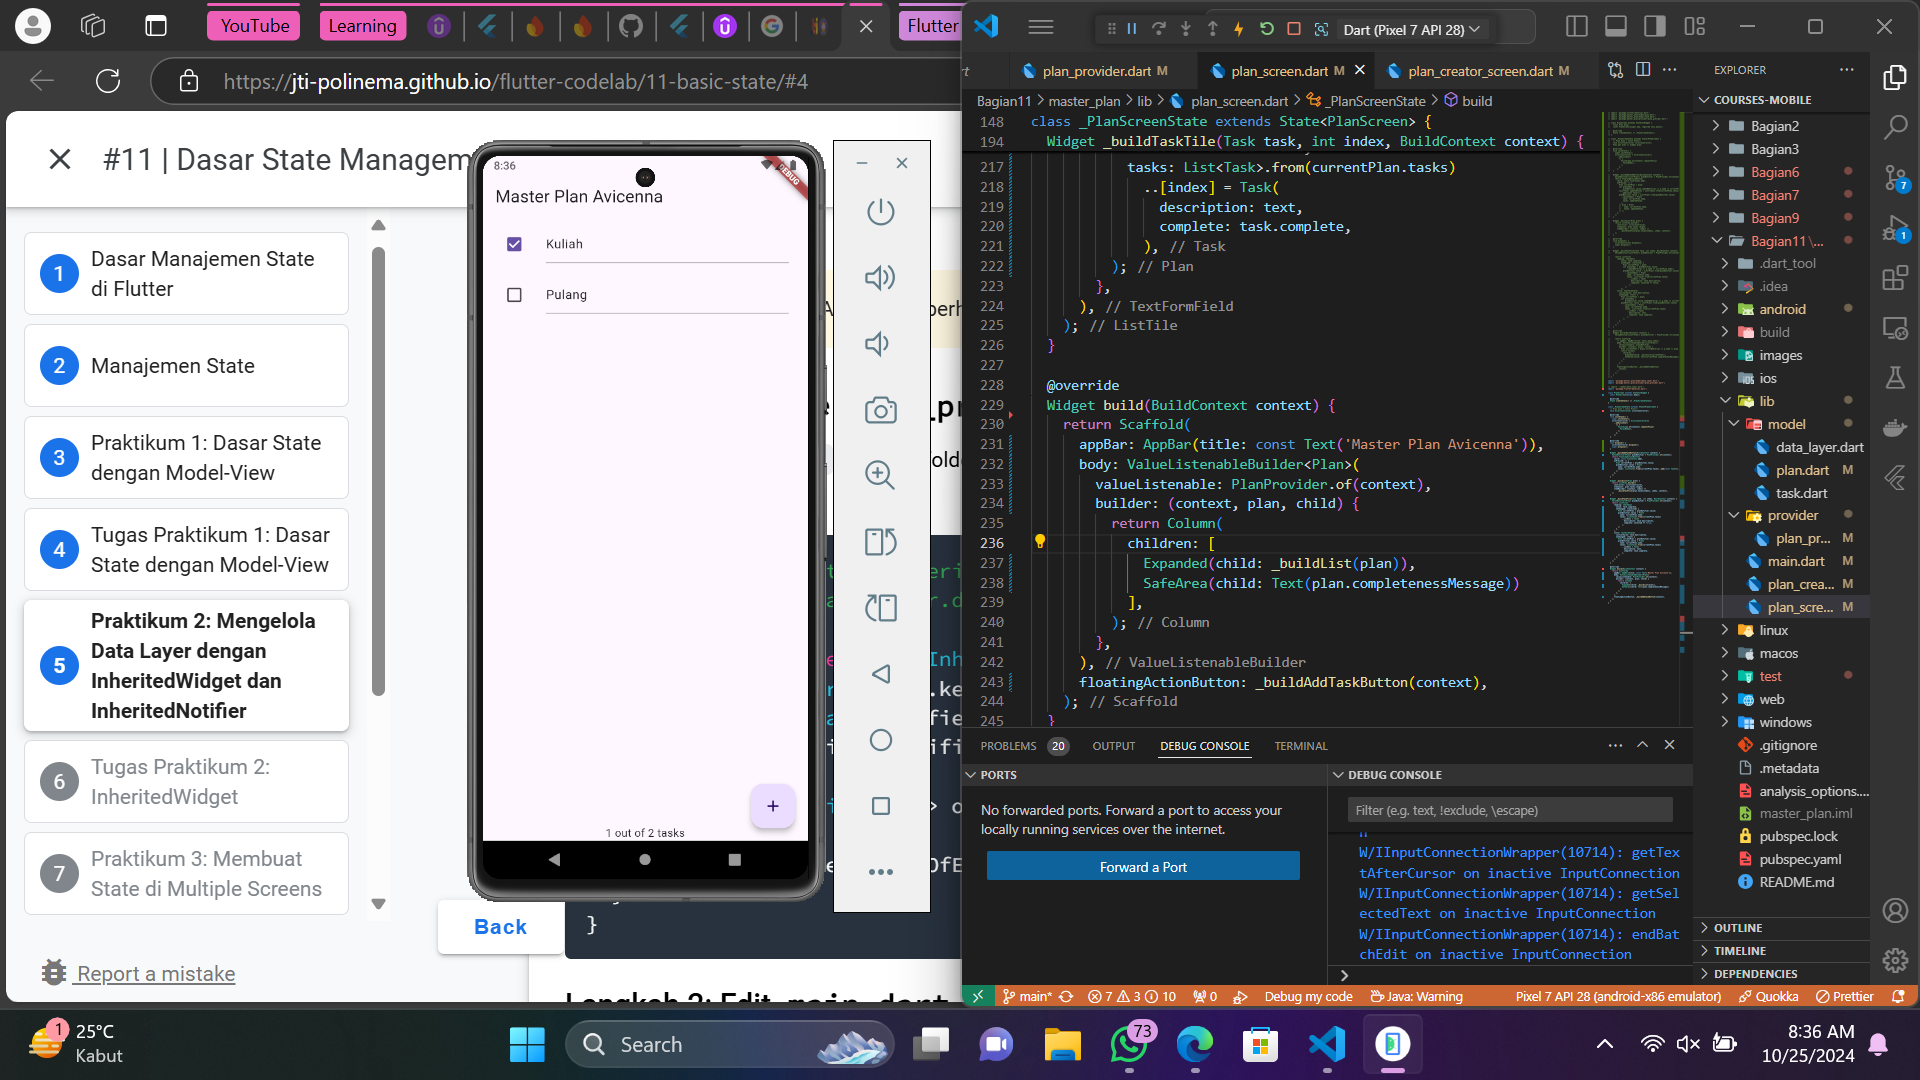 YouTube
Learning
Flutter
https://jti-polinema.github.io/flutter-codelab/11-basic-state/#4
#11 | Dasar State Managem
1
Dasar Manajemen State
di Flutter
2
Manajemen State
3
Praktikum 1: Dasar State
dengan Model-View
4
Tugas Praktikum 1: Dasar
State dengan Model-View
5
Praktikum 2: Mengelola
Data Layer dengan
InheritedWidget dan
InheritedNotifier
6
Tugas Praktikum 2:
InheritedWidget
7
Praktikum 3: Membuat
State di Multiple Screens
Report a mistake
Back
}
8:36
DEBUG
Master Plan Avicenna
Kuliah
Pulang
+
1 out of 2 tasks
Dart (Pixel 7 API 28)
plan_provider.dart M
plan_screen.dart M
plan_creator_screen.dart M
Bagian11 > master_plan > lib > plan_screen.dart > _PlanScreenState > build
148 class _PlanScreenState extends State<PlanScreen> {
194 Widget _buildTaskTile(Task task, int index, BuildContext context) {
217 tasks: List<Task>.from(currentPlan.tasks)
218 ..[index] = Task(
219 description: text,
220 complete: task.complete,
221 ), // Task
222 ); // Plan
223 },
224 ), // TextFormField
225 ); // ListTile
226 }
227
228 @override
229 Widget build(BuildContext context) {
230 return Scaffold(
231 appBar: AppBar(title: const Text('Master Plan Avicenna')),
232 body: ValueListenableBuilder<Plan>(
233 valueListenable: PlanProvider.of(context),
234 builder: (context, plan, child) {
235 return Column(
236 children: [
237 Expanded(child: _buildList(plan)),
238 SafeArea(child: Text(plan.completenessMessage))
239 ],
240 ); // Column
241 },
242 ), // ValueListenableBuilder
243 floatingActionButton: _buildAddTaskButton(context),
244 ); // Scaffold
245 }
PROBLEMS 20 OUTPUT DEBUG CONSOLE TERMINAL
PORTS
No forwarded ports. Forward a port to access your
locally running services over the internet.
Forward a Port
DEBUG CONSOLE
Filter (e.g. text, !exclude, \escape)
W/IInputConnectionWrapper(10714): getTex
tAfterCursor on inactive InputConnection
W/IInputConnectionWrapper(10714): getSel
ectedText on inactive InputConnection
W/IInputConnectionWrapper(10714): endBat
chEdit on inactive InputConnection
EXPLORER
COURSES-MOBILE
Bagian2
Bagian3
Bagian6
Bagian7
Bagian9
Bagian11 \...
.dart_tool
.idea
android
build
images
ios
lib
model
data_layer.dart
plan.dart M
task.dart
provider
plan_pr... M
main.dart M
plan_crea... M
plan_scre... M
linux
macos
test
web
windows
.gitignore
.metadata
analysis_options....
master_plan.iml
pubspec.lock
pubspec.yaml
README.md
OUTLINE
TIMELINE
DEPENDENCIES
7
1
main* 7 3 10 0 Debug my code Java: Warning Pixel 7 API 28 (android-x86 emulator) Quokka Prettier
1
25°C
Kabut
Search
73
8:36 AM
10/25/2024